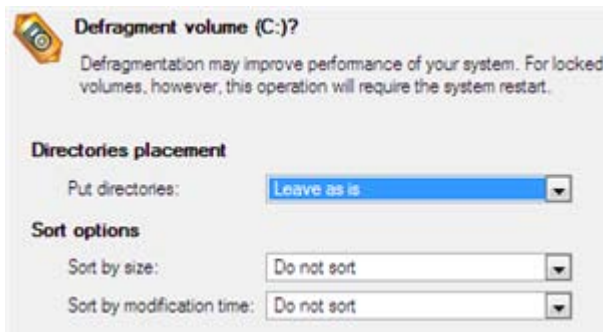 Defragment volume (C:)?
Defragmentation may improve performance of your system. For locked
volumes, however, this operation will require the system restart.
Directories placement
Put directories: Leave as is
Sort options
Sort by size: Do not sort
Sort by modification time: Do not sort